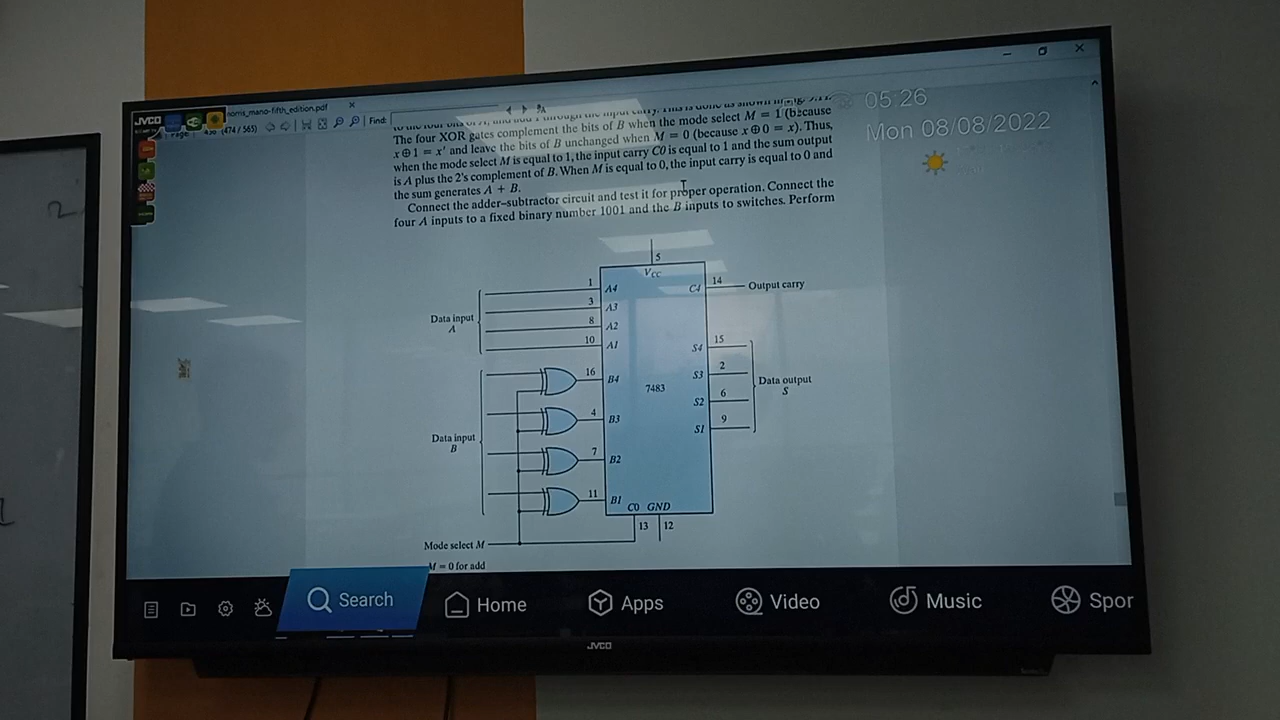 JVCO
norris_mano-fifth_edition.pdf
(474 / 565)
Find:
05:26
Mon 08/08/2022
The four XOR gates complement the bits of B when the mode select M = 1 (because
x⊕1 = x' and leave the bits of B unchanged when M = 0 (because x⊕0 = x). Thus,
when the mode select M is equal to 1, the input carry C0 is equal to 1 and the sum output
is A plus the 2's complement of B. When M is equal to 0, the input carry is equal to 0 and
the sum generates A + B.
Connect the adder–subtractor circuit and test it for proper operation. Connect the
four A inputs to a fixed binary number 1001 and the B inputs to switches. Perform
5
VCC
1 A4
C4 14 Output carry
3 A3
Data input
A
8 A2
10 A1
S4 15
16 B4
S3 2
7483
Data output
S
S2 6
4 B3
S1 9
Data input
B
7 B2
11 B1
C0 GND
13 12
Mode select M
M = 0 for add
Search
Home
Apps
Video
Music
Spor
JVCO
2